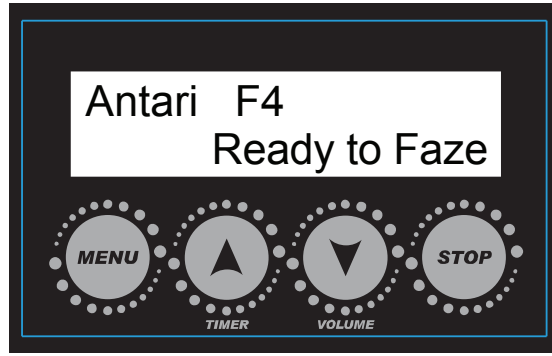 Antari F4
Ready to Faze
MENU
STOP
TIMER
VOLUME